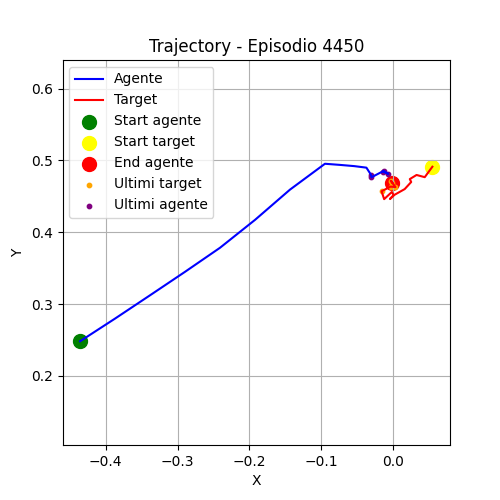 Trajectory - Episodio 4450
Agente
Target
Start agente
Start target
End agente
Ultimi target
Ultimi agente
0.6
0.5
0.4
0.3
0.2
Y
−0.4
−0.3
−0.2
−0.1
0.0
X